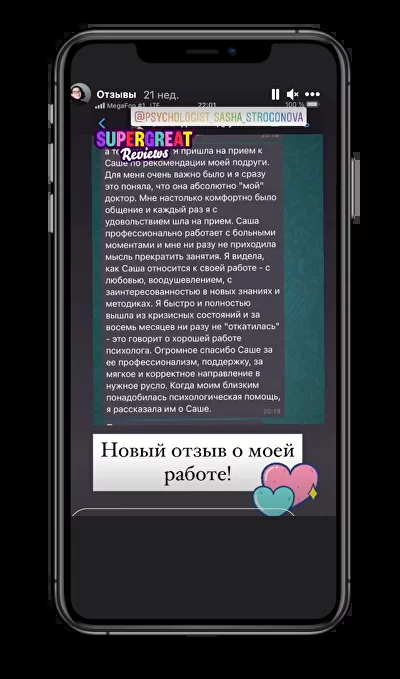 Отзывы 21 нед.
MegaFon #1 LTE 22:01 100 %
@PSYCHOLOGIST_SASHA_STROGONOVA
20:18
SUPERGREAT
Reviews
Я пришла на прием к
Саше по рекомендации моей подруги.
Для меня очень важно было и я сразу
это поняла, что она абсолютно "мой"
доктор. Мне настолько комфортно было
общение и каждый раз я с
удовольствием шла на прием. Саша
профессионально работает с больными
моментами и мне ни разу не приходила
мысль прекратить занятия. Я видела,
как Саша относится к своей работе - с
любовью, воодушевлением, с
заинтересованностью в новых знаниях и
методиках. Я быстро и полностью
вышла из кризисных состояний и за
восемь месяцев ни разу не "откатилась"
- это говорит о хорошей работе
психолога. Огромное спасибо Саше за
ее профессионализм, поддержку, за
мягкое и корректное направление в
нужное русло. Когда моим близким
понадобилась психологическая помощь,
я рассказала им о Саше.
20:19
Новый отзыв о моей
работе!